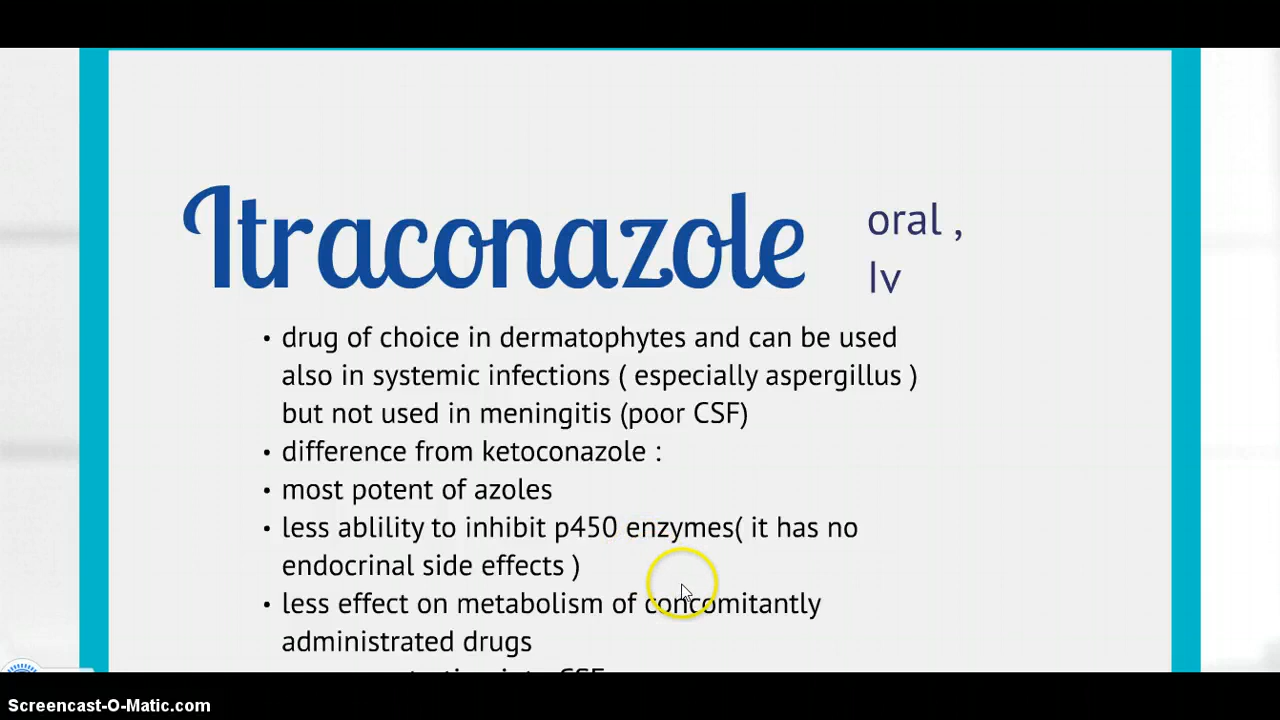 Itraconazole
oral ,
Iv
• drug of choice in dermatophytes and can be used
also in systemic infections ( especially aspergillus )
but not used in meningitis (poor CSF)
• difference from ketoconazole :
• most potent of azoles
• less ablility to inhibit p450 enzymes( it has no
endocrinal side effects )
• less effect on metabolism of concomitantly
administrated drugs
CSF
Screencast-O-Matic.com